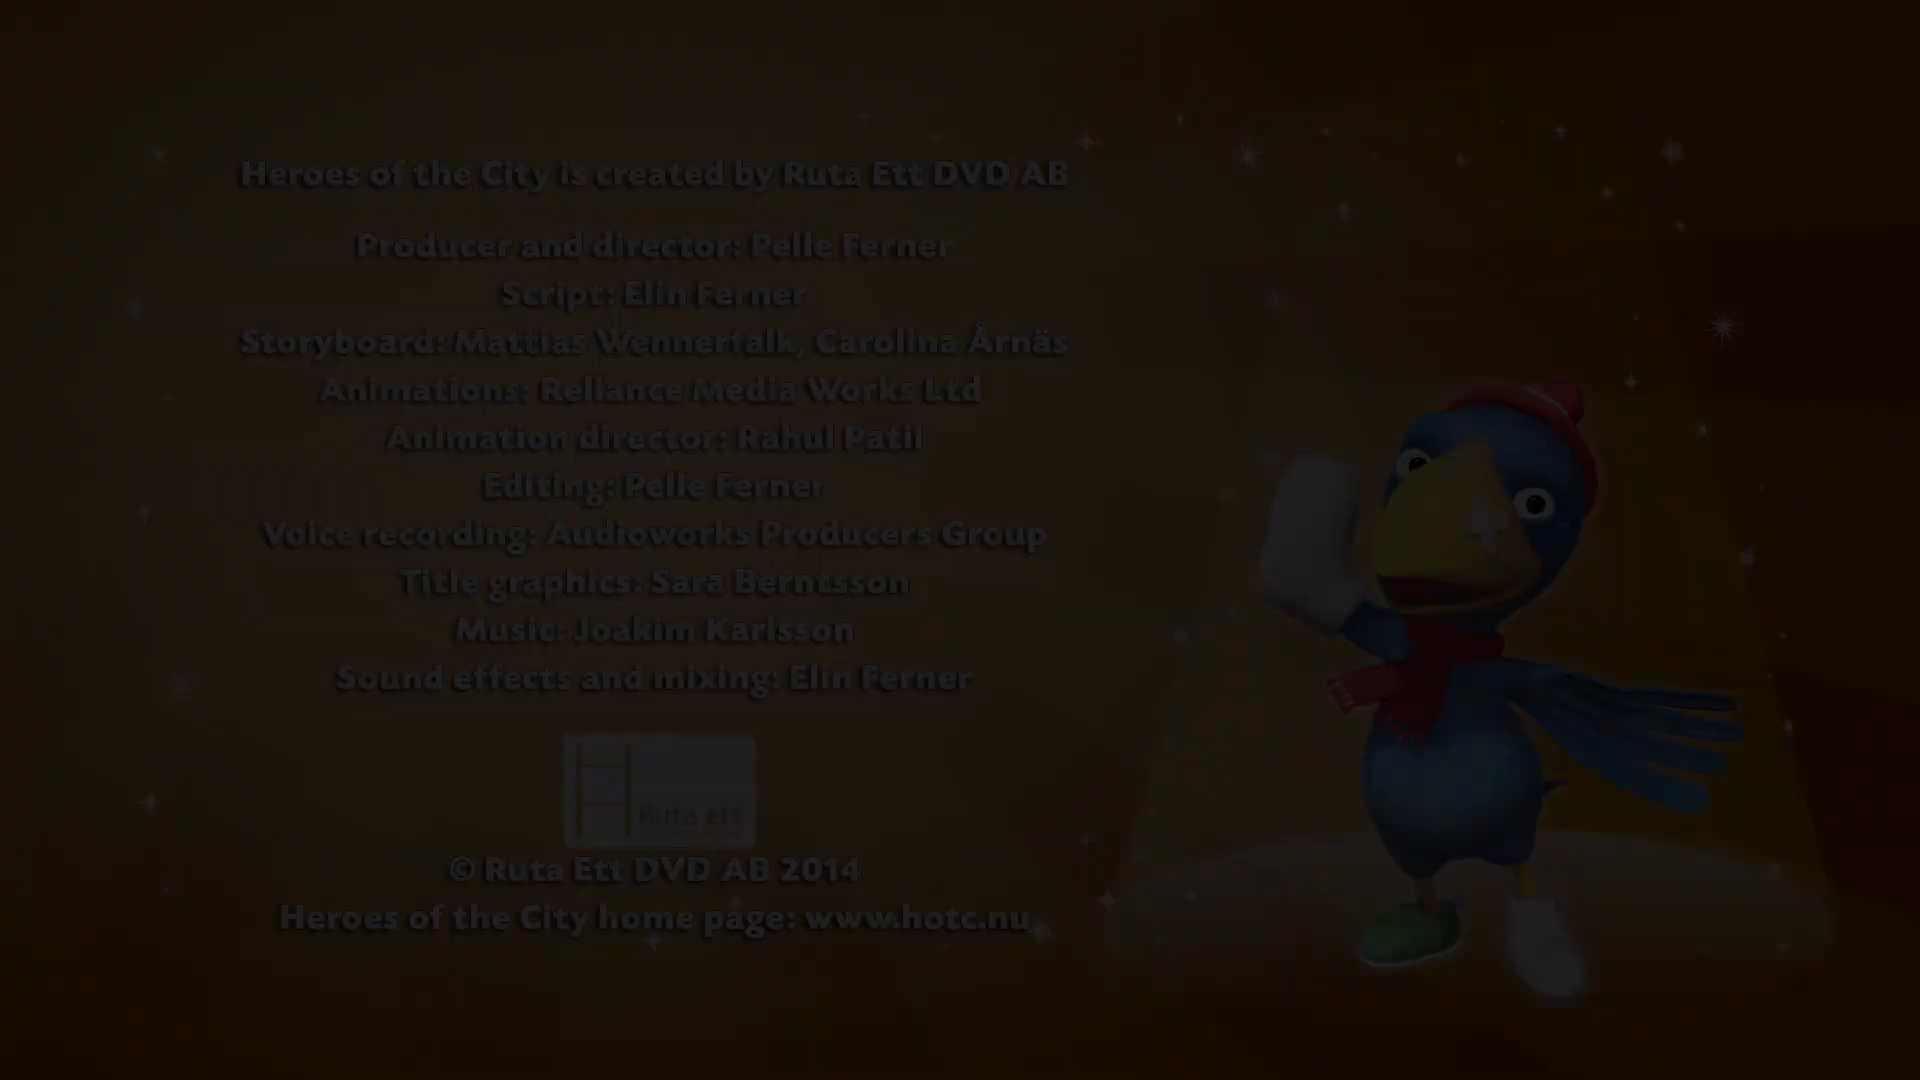 Heroes of the City is created by Ruta Ett DVD AB
Producer and director: Pelle Ferner
Script: Elin Ferner
Storyboard: Mattias Wennerfalk, Carolina Årnäs
Animations: Reliance Media Works Ltd
Animation director: Rahul Patil
Editing: Pelle Ferner
Voice recording: Audioworks Producers Group
Title graphics: Sara Berntsson
Music: Joakim Karlsson
Sound effects and mixing: Elin Ferner
Ruta ett
© Ruta Ett DVD AB 2014
Heroes of the City home page: www.hotc.nu